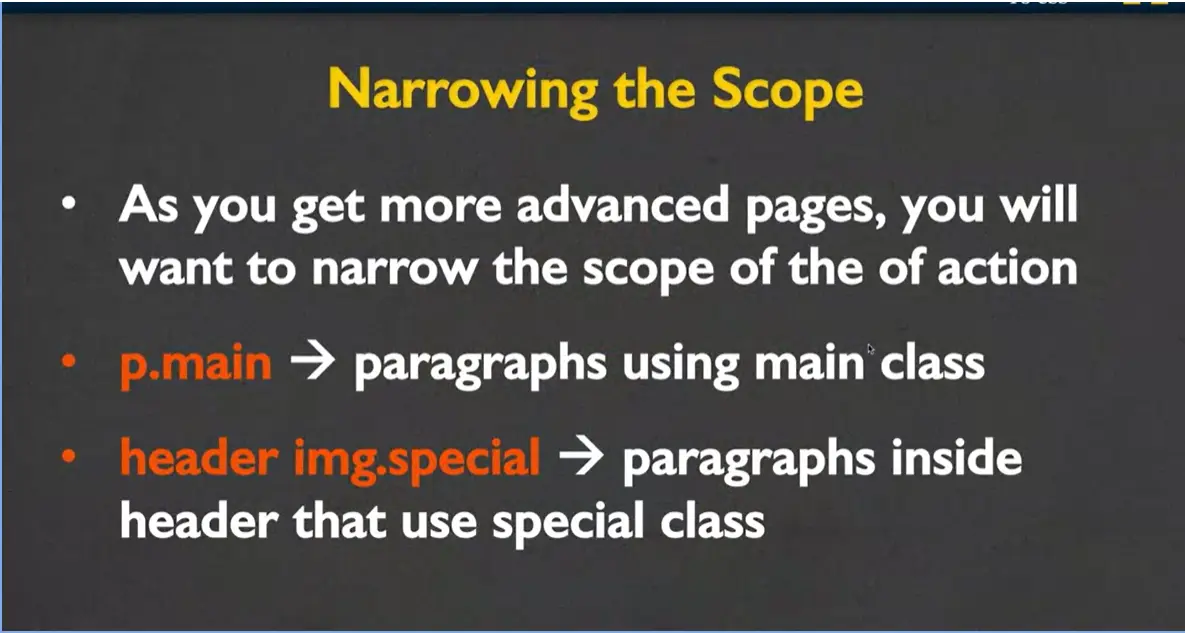 Narrowing the Scope
• As you get more advanced pages, you will
want to narrow the scope of the of action
• p.main → paragraphs using main class
• header img.special → paragraphs inside
header that use special class